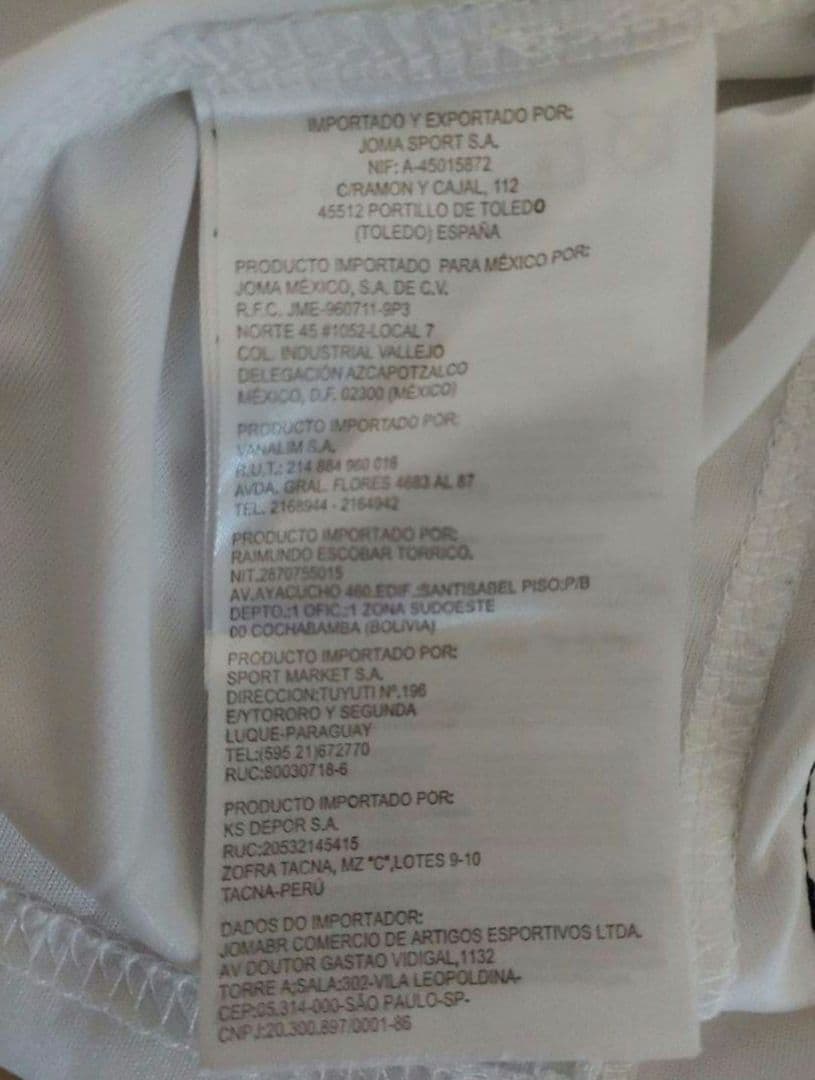 IMPORTADO Y EXPORTADO POR:
JOMA SPORT S.A.
NIF: A-45015872
C/RAMON Y CAJAL, 112
45512 PORTILLO DE TOLEDO
(TOLEDO) ESPAÑA
PRODUCTO IMPORTADO PARA MÉXICO POR:
JOMA MÉXICO, S.A. DE C.V.
R.F.C. JME-960711-9P3
NORTE 45 #1052-LOCAL 7
COL. INDUSTRIAL VALLEJO
DELEGACIÓN AZCAPOTZALCO
MÉXICO, D.F. 02300 (MÉXICO)
PRODUCTO IMPORTADO POR:
VANALIM S.A.
R.U.T.: 214 884 960 018
AVDA. GRAL. FLORES 4683 AL 87
TEL. 2168944 - 2164942
PRODUCTO IMPORTADO POR:
RAIMUNDO ESCOBAR TORRICO.
NIT.2870755015
AV.AYACUCHO 460.EDIF.:SANTISABEL PISO:P/B
DEPTO.:1 OFIC.:1 ZONA SUDOESTE
00 COCHABAMBA (BOLIVIA)
PRODUCTO IMPORTADO POR:
SPORT MARKET S.A.
DIRECCION:TUYUTI Nº.196
E/YTORORO Y SEGUNDA
LUQUE-PARAGUAY
TEL:(595 21)672770
RUC:80030718-6
PRODUCTO IMPORTADO POR:
KS DEPOR S.A.
RUC:20532145415
ZOFRA TACNA, MZ "C",LOTES 9-10
TACNA-PERÚ
DADOS DO IMPORTADOR:
JOMABR COMERCIO DE ARTIGOS ESPORTIVOS LTDA.
AV DOUTOR GASTAO VIDIGAL,1132
TORRE A:SALA:302-VILA LEOPOLDINA-
CEP:05.314-000-SÃO PAULO-SP-
CNPJ:20.300.897/0001-86